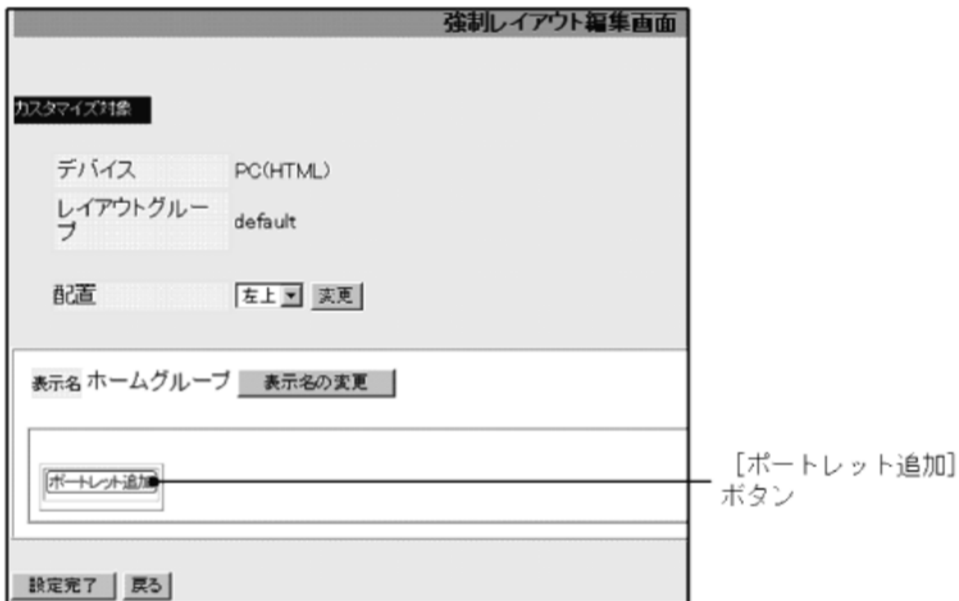 強制レイアウト編集画面
カスタマイズ対象
デバイス PC(HTML)
レイアウトグルー
プ default
配置 左上 変更
表示名 ホームグループ 表示名の変更
ポートレット追加
[ポートレット追加]
ボタン
設定完了 戻る